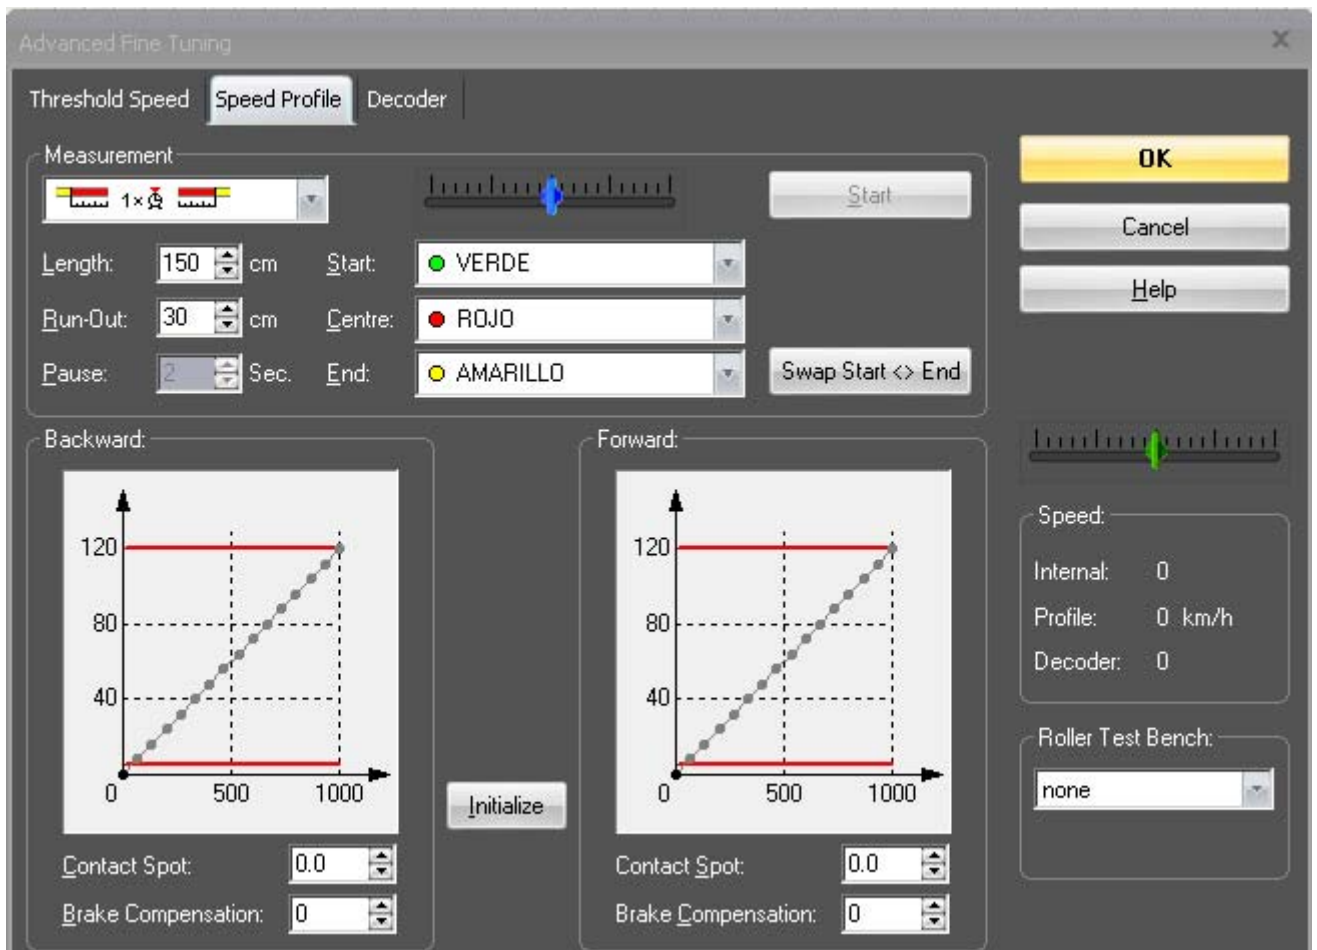 Advanced Fine Tuning
Threshold Speed Speed Profile Decoder
Measurement
1×
Start
Length: 150 cm Start: VERDE
Run-Out: 30 cm Centre: ROJO
Pause: 2 Sec. End: AMARILLO Swap Start <> End
OK
Cancel
Help
Backward:
120
80
40
0 500 1000
Contact Spot: 0.0
Brake Compensation: 0
Initialize
Forward:
120
80
40
0 500 1000
Contact Spot: 0.0
Brake Compensation: 0
Speed:
Internal: 0
Profile: 0 km/h
Decoder: 0
Roller Test Bench:
none